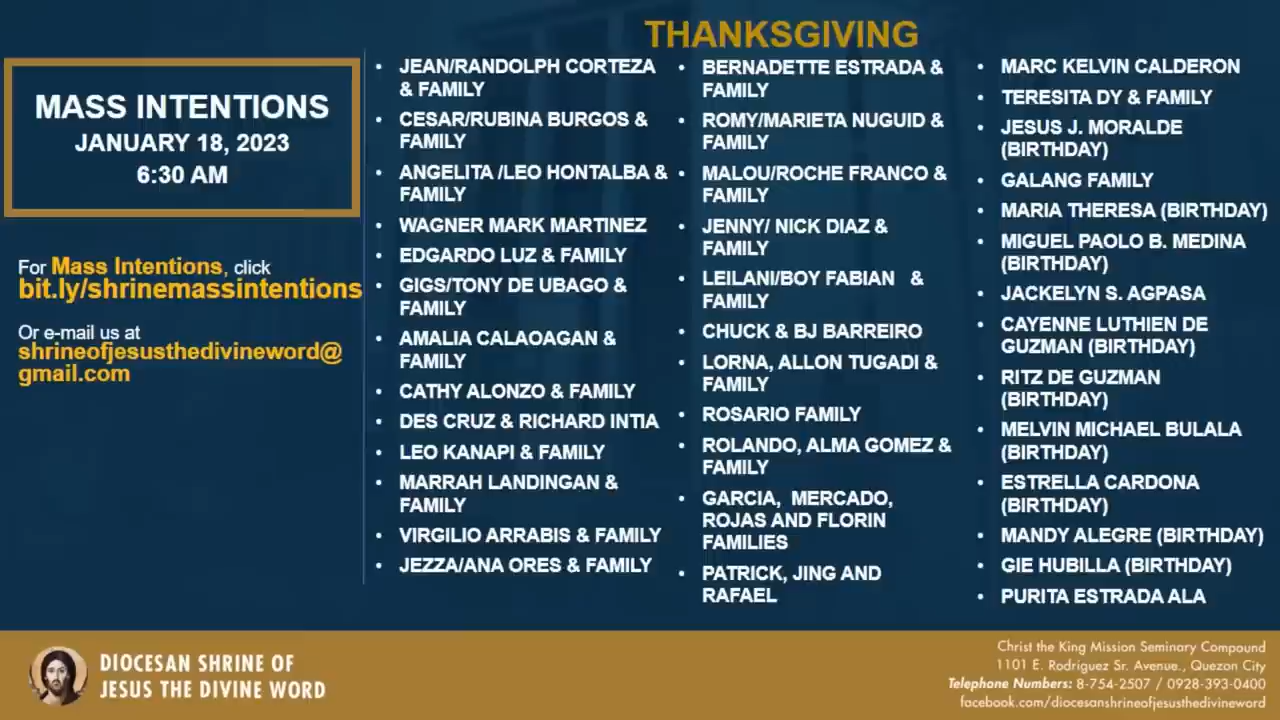 THANKSGIVING
MASS INTENTIONS
JANUARY 18, 2023
6:30 AM
For Mass Intentions, click
bit.ly/shrinemassintentions
Or e-mail us at
shrineofjesusthedivineword@
gmail.com
• JEAN/RANDOLPH CORTEZA
& FAMILY
• CESAR/RUBINA BURGOS &
FAMILY
• ANGELITA /LEO HONTALBA &
FAMILY
• WAGNER MARK MARTINEZ
• EDGARDO LUZ & FAMILY
• GIGS/TONY DE UBAGO &
FAMILY
• AMALIA CALAOAGAN &
FAMILY
• CATHY ALONZO & FAMILY
• DES CRUZ & RICHARD INTIA
• LEO KANAPI & FAMILY
• MARRAH LANDINGAN &
FAMILY
• VIRGILIO ARRABIS & FAMILY
• JEZZA/ANA ORES & FAMILY
• BERNADETTE ESTRADA &
FAMILY
• ROMY/MARIETA NUGUID &
FAMILY
• MALOU/ROCHE FRANCO &
FAMILY
• JENNY/ NICK DIAZ &
FAMILY
• LEILANI/BOY FABIAN &
FAMILY
• CHUCK & BJ BARREIRO
• LORNA, ALLON TUGADI &
FAMILY
• ROSARIO FAMILY
• ROLANDO, ALMA GOMEZ &
FAMILY
• GARCIA, MERCADO,
ROJAS AND FLORIN
FAMILIES
• PATRICK, JING AND
RAFAEL
• MARC KELVIN CALDERON
• TERESITA DY & FAMILY
• JESUS J. MORALDE
(BIRTHDAY)
• GALANG FAMILY
• MARIA THERESA (BIRTHDAY)
• MIGUEL PAOLO B. MEDINA
(BIRTHDAY)
• JACKELYN S. AGPASA
• CAYENNE LUTHIEN DE
GUZMAN (BIRTHDAY)
• RITZ DE GUZMAN
(BIRTHDAY)
• MELVIN MICHAEL BULALA
(BIRTHDAY)
• ESTRELLA CARDONA
(BIRTHDAY)
• MANDY ALEGRE (BIRTHDAY)
• GIE HUBILLA (BIRTHDAY)
• PURITA ESTRADA ALA
DIOCESAN SHRINE OF
JESUS THE DIVINE WORD
Christ the King Mission Seminary Compound
1101 E. Rodriguez Sr. Avenue., Quezon City
Telephone Numbers: 8-754-2507 / 0928-393-0400
facebook.com/diocesanshrineofjesusthedivineword